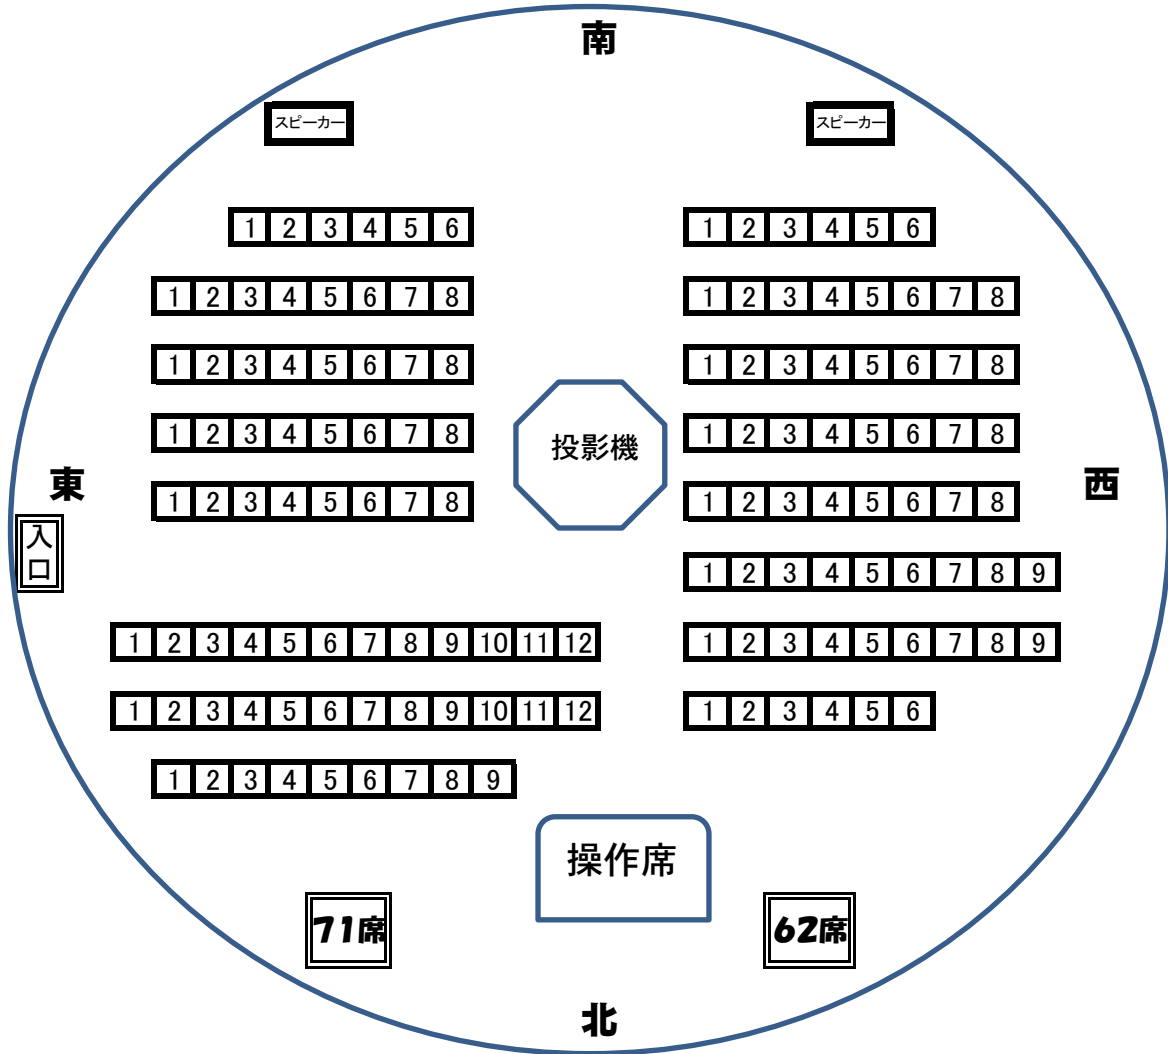 南
スピーカー スピーカー
1 2 3 4 5 6 1 2 3 4 5 6
1 2 3 4 5 6 7 8 1 2 3 4 5 6 7 8
1 2 3 4 5 6 7 8 1 2 3 4 5 6 7 8
1 2 3 4 5 6 7 8 投影機 1 2 3 4 5 6 7 8
東 西
1 2 3 4 5 6 7 8 1 2 3 4 5 6 7 8
入口
1 2 3 4 5 6 7 8 9
1 2 3 4 5 6 7 8 9 10 11 12 1 2 3 4 5 6 7 8 9
1 2 3 4 5 6 7 8 9 10 11 12 1 2 3 4 5 6
1 2 3 4 5 6 7 8 9
操作席
71席 62席
北